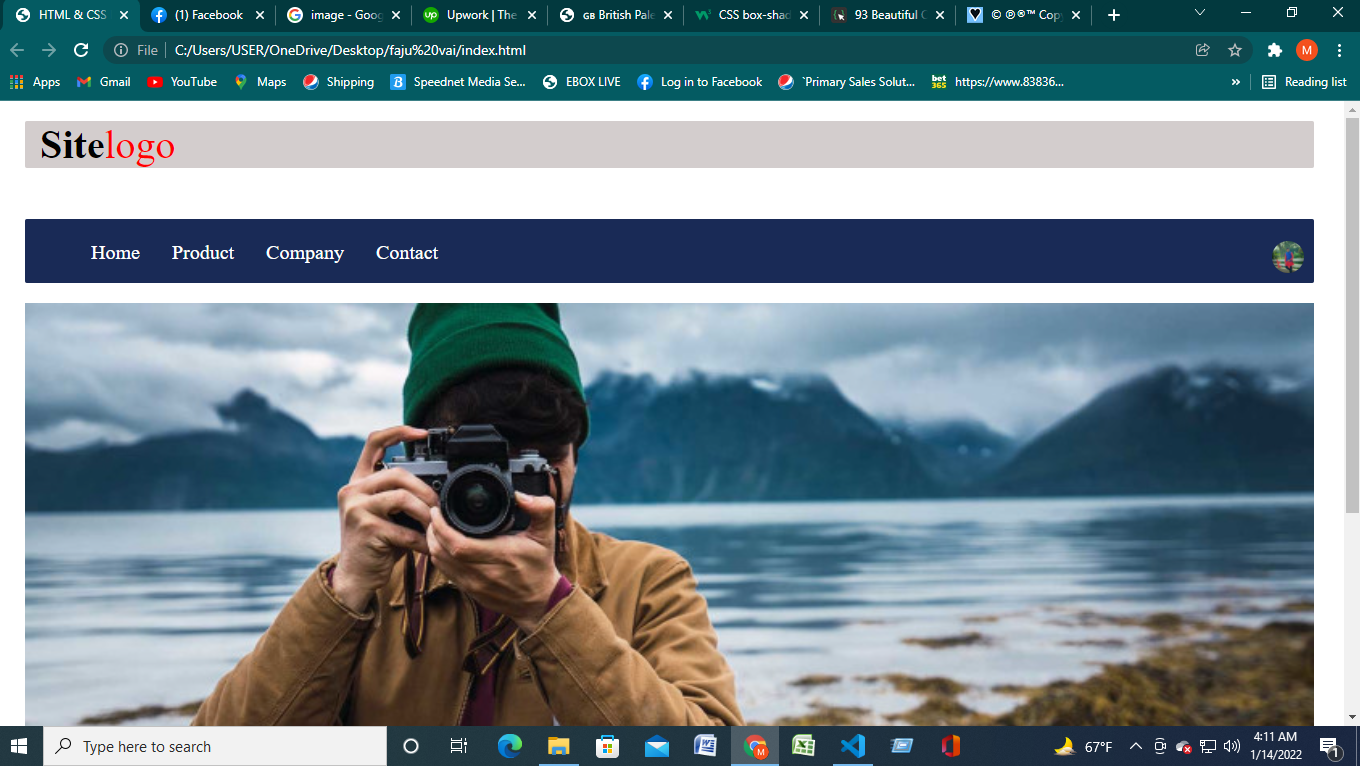 HTML & CSS
(1) Facebook
image - Goog
Upwork | The
GB British Pale
CSS box-shad
93 Beautiful C
© ℗ ®™ Cop
File
C:/Users/USER/OneDrive/Desktop/faju%20vai/index.html
M
Apps
Gmail
YouTube
Maps
Shipping
Speednet Media Se...
EBOX LIVE
Log in to Facebook
`Primary Sales Solut...
bet
365
https://www.83836...
»
Reading list
Sitelogo
Home
Product
Company
Contact
Type here to search
67°F
4:11 AM
1/14/2022
1